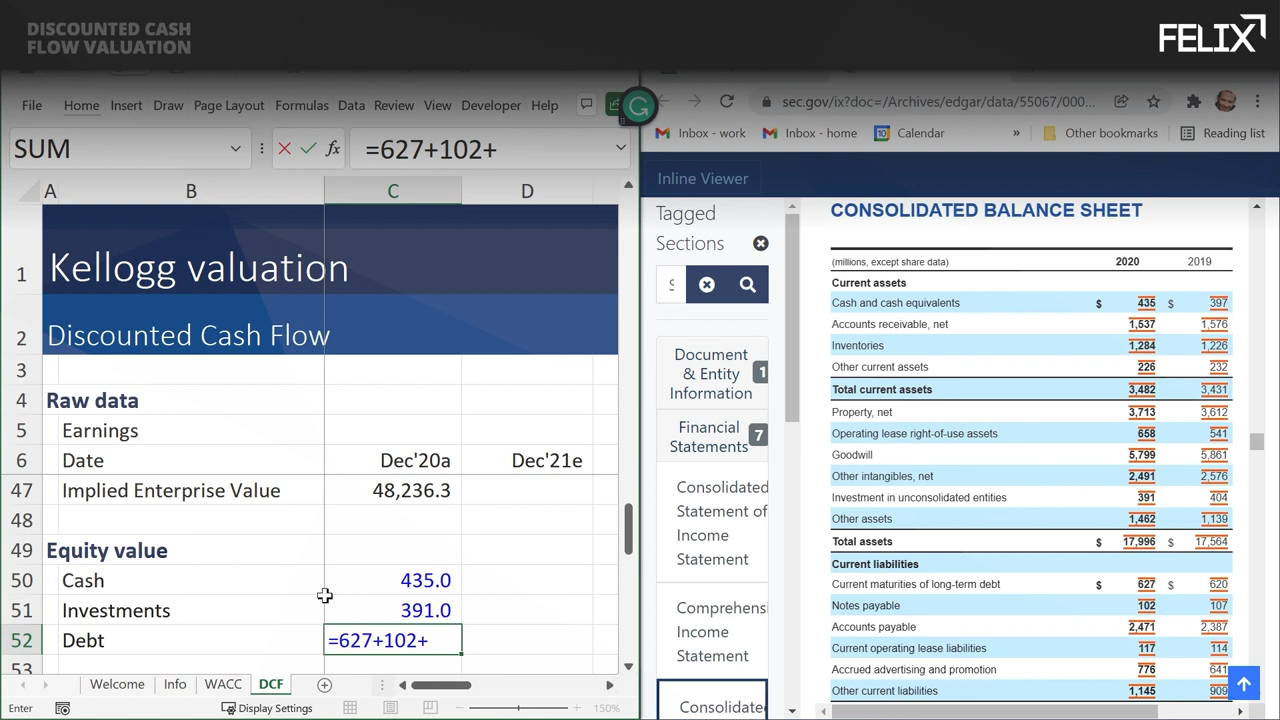 DISCOUNTED CASH
FLOW VALUATION
FELIX
File Home Insert Draw Page Layout Formulas Data Review View Developer Help
sec.gov/ix?doc=/Archives/edgar/data/55067/000...
SUM =627+102+
Inbox - work Inbox - home Calendar » Other bookmarks Reading list
A B C D
Inline Viewer
1 Kellogg valuation
2 Discounted Cash Flow
3
4 Raw data
5 Earnings
6 Date Dec'20a Dec'21e
47 Implied Enterprise Value 48,236.3
48
49 Equity value
50 Cash 435.0
51 Investments 391.0
52 Debt =627+102+
53
Welcome Info WACC DCF
Enter Display Settings 150%
Tagged
Sections
S
Document
& Entity
Information
1
Financial
Statements
7
Consolidated
Statement of
Income
Statement
Comprehensi
Income
Statement
Consolidate
CONSOLIDATED BALANCE SHEET
(millions, except share data) 2020 2019
Current assets
Cash and cash equivalents $ 435 $ 397
Accounts receivable, net 1,537 1,576
Inventories 1,284 1,226
Other current assets 226 232
Total current assets 3,482 3,431
Property, net 3,713 3,612
Operating lease right-of-use assets 658 541
Goodwill 5,799 5,861
Other intangibles, net 2,491 2,576
Investment in unconsolidated entities 391 404
Other assets 1,462 1,139
Total assets $ 17,996 $ 17,564
Current liabilities
Current maturities of long-term debt $ 627 $ 620
Notes payable 102 107
Accounts payable 2,471 2,387
Current operating lease liabilities 117 114
Accrued advertising and promotion 776 641
Other current liabilities 1,145 909